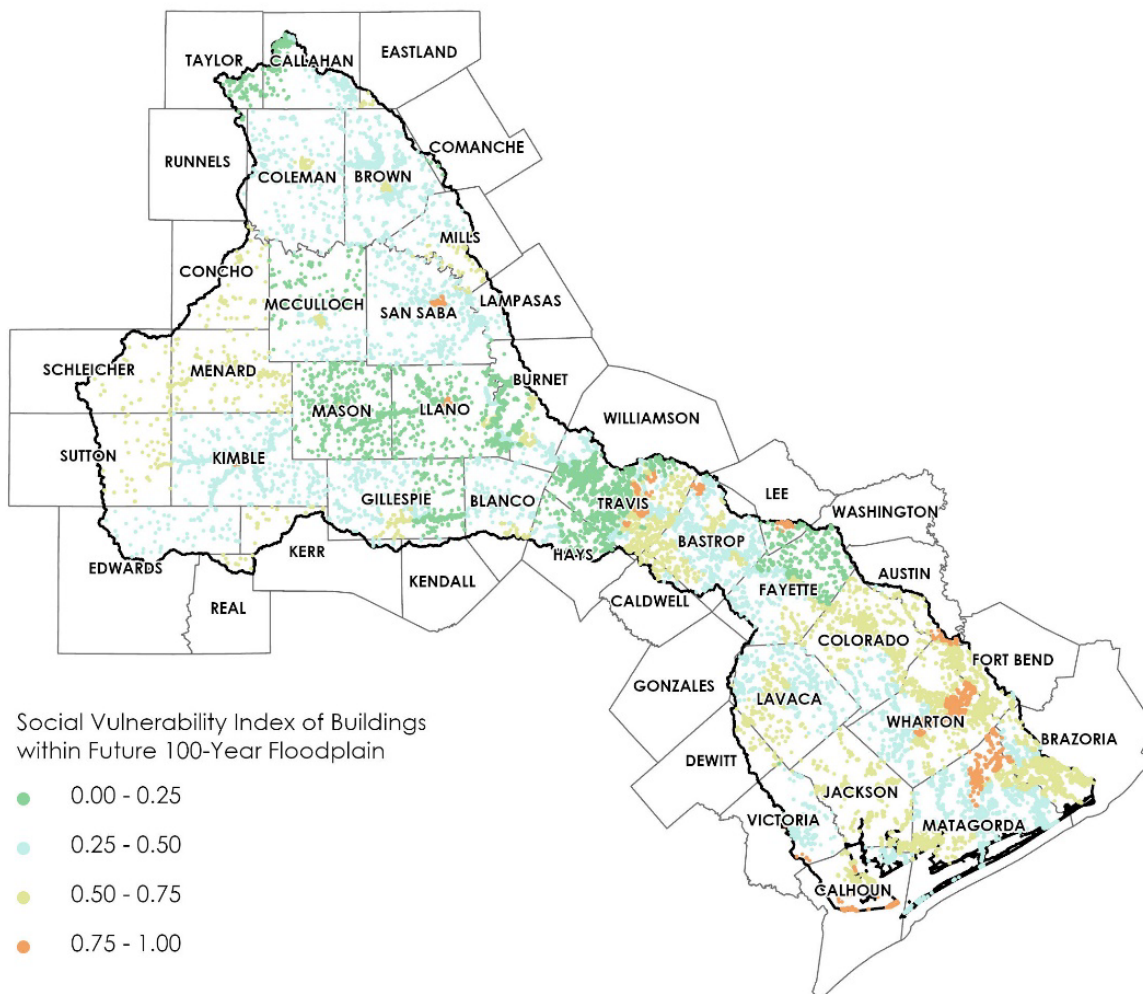 EASTLAND
TAYLOR
CALLAHAN
COMANCHE
RUNNELS
COLEMAN
BROWN
MILLS
CONCHO
LAMPASAS
MCCULLOCH
SAN SABA
SCHLEICHER
MENARD
BURNET
MASON
LLANO
WILLIAMSON
SUTTON
KIMBLE
LEE
GILLESPIE
BLANCO
TRAVIS
WASHINGTON
BASTROP
KERR
HAYS
EDWARDS
KENDALL
AUSTIN
FAYETTE
REAL
CALDWELL
COLORADO
FORT BEND
GONZALES
LAVACA
WHARTON
BRAZORIA
DEWITT
JACKSON
VICTORIA
MATAGORDA
CALHOUN
Social Vulnerability Index of Buildings
within Future 100-Year Floodplain
0.00 - 0.25
0.25 - 0.50
0.50 - 0.75
0.75 - 1.00